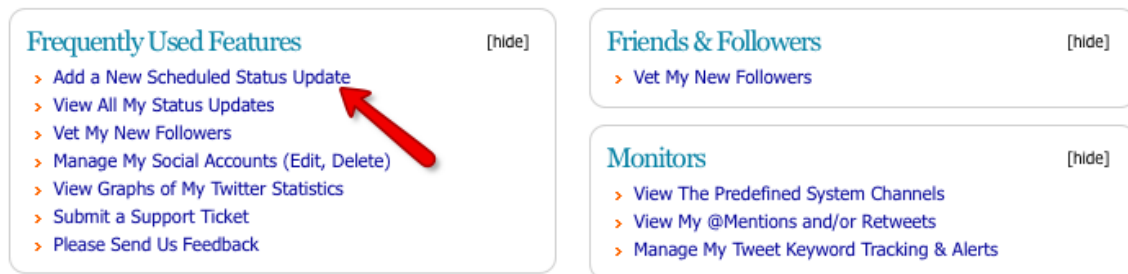 Frequently Used Features [hide]
Add a New Scheduled Status Update
View All My Status Updates
Vet My New Followers
Manage My Social Accounts (Edit, Delete)
View Graphs of My Twitter Statistics
Submit a Support Ticket
Please Send Us Feedback
Friends & Followers [hide]
Vet My New Followers
Monitors [hide]
View The Predefined System Channels
View My @Mentions and/or Retweets
Manage My Tweet Keyword Tracking & Alerts